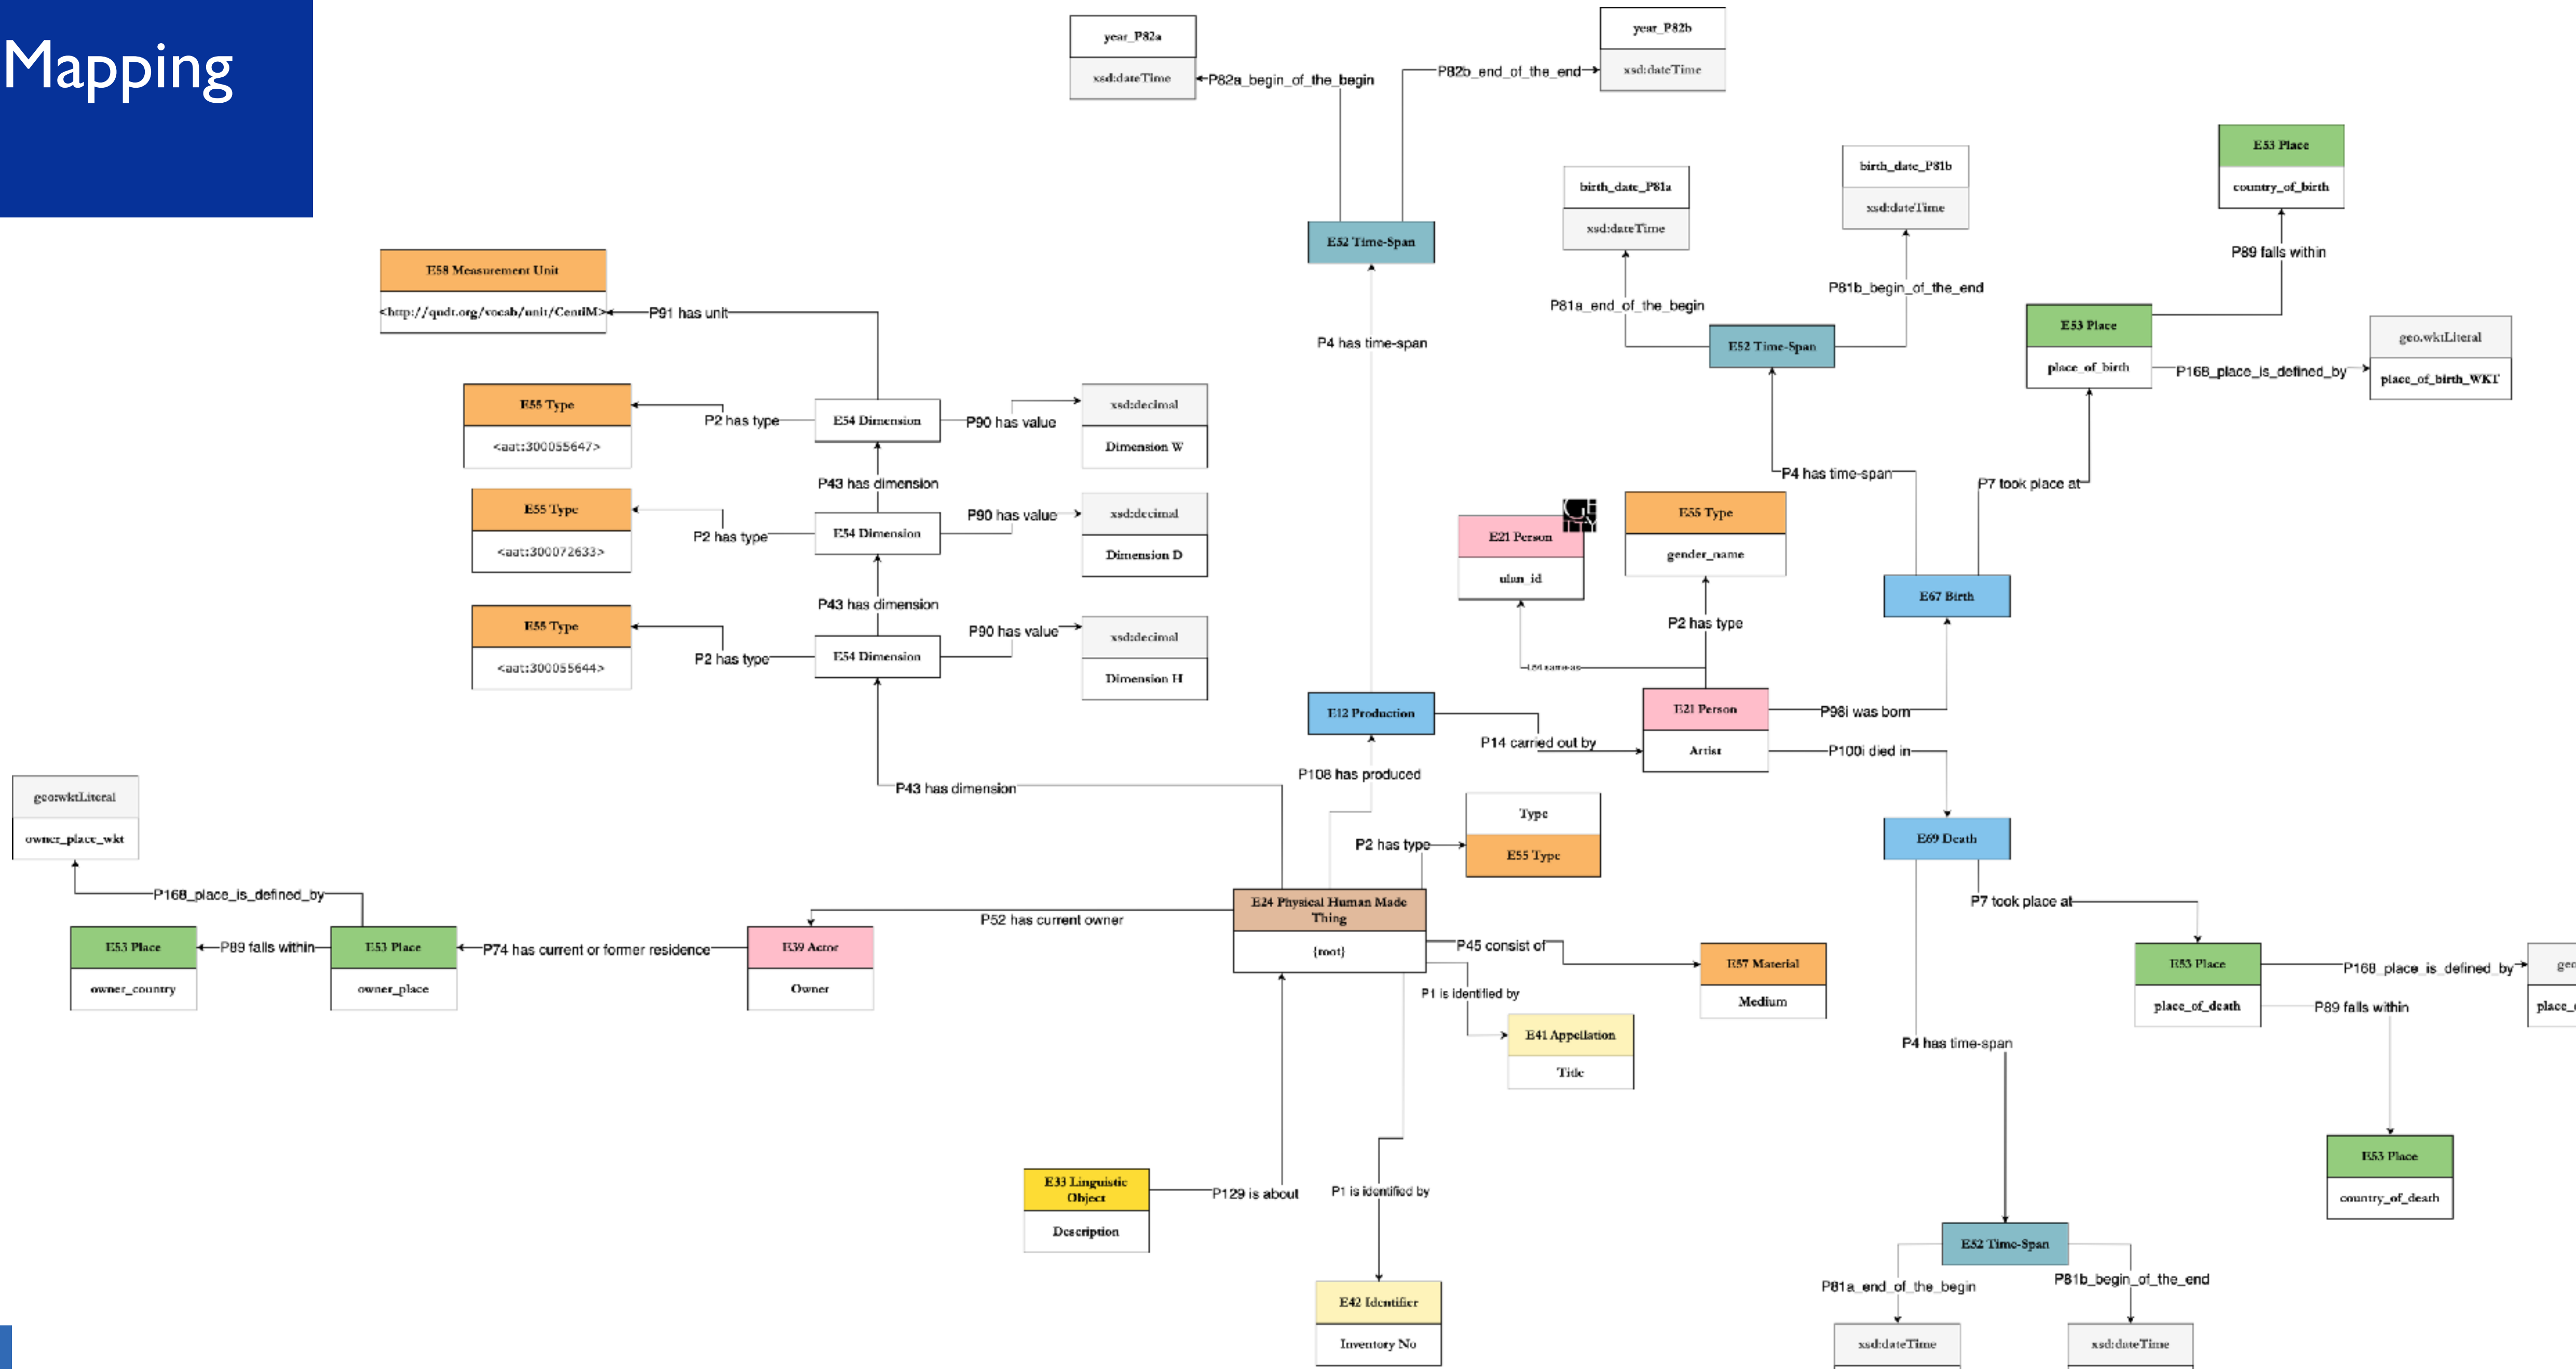 Mapping
year_P82a
xsd:dateTime
P82a_begin_of_the_begin
year_P82b
xsd:dateTime
P82b_end_of_the_end
E52 Time-Span
P4 has time-span
birth_date_P81a
xsd:dateTime
P81a_end_of_the_begin
birth_date_P81b
xsd:dateTime
P81b_begin_of_the_end
E52 Time-Span
P4 has time-span
E53 Place
country_of_birth
P89 falls within
E53 Place
place_of_birth
P168_place_is_defined_by
geo.wktLiteral
place_of_birth_WKT
P7 took place at
E67 Birth
E58 Measurement Unit
<http://qudt.org/vocab/unit/CentiM>
P91 has unit
E55 Type
<aat:300055647>
P2 has type
E54 Dimension
P90 has value
xsd:decimal
Dimension W
P43 has dimension
E55 Type
<aat:300072633>
P2 has type
E54 Dimension
P90 has value
xsd:decimal
Dimension D
P43 has dimension
E55 Type
<aat:300055644>
P2 has type
E54 Dimension
P90 has value
xsd:decimal
Dimension H
P43 has dimension
E21 Person
ulan_id
E55 Type
gender_name
P2 has type
E12 Production
P14 carried out by
E21 Person
Artist
P98i was born
P100i died in
P108 has produced
Type
E55 Type
P2 has type
E69 Death
P7 took place at
geo:wktLiteral
owner_place_wkt
P168_place_is_defined_by
E53 Place
owner_country
P89 falls within
E53 Place
owner_place
P74 has current or former residence
E39 Actor
Owner
P52 has current owner
E24 Physical Human Made
Thing
{root}
P45 consist of
E57 Material
Medium
P1 is identified by
E41 Appellation
Title
E53 Place
place_of_death
P168_place_is_defined_by
P89 falls within
E53 Place
country_of_death
P4 has time-span
E33 Linguistic
Object
Description
P129 is about
P1 is identified by
E42 Identifier
Inventory No
E52 Time-Span
P81a_end_of_the_begin
P81b_begin_of_the_end
xsd:dateTime
xsd:dateTime